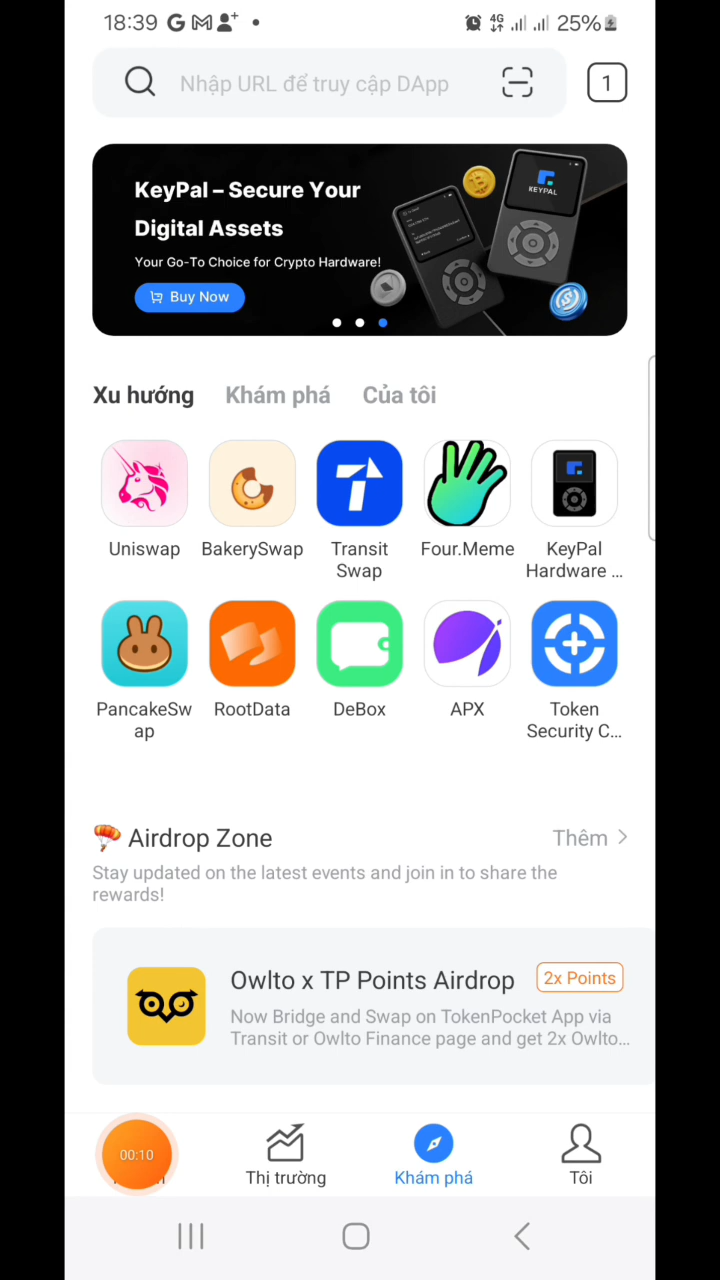 18:39
4G
25%
Nhập URL để truy cập DApp
1
KeyPal – Secure Your
Digital Assets
Your Go-To Choice for Crypto Hardware!
Buy Now
KEYPAL
Xu hướng Khám phá Của tôi
Uniswap
BakerySwap
Transit
Swap
Four.Meme
KeyPal
Hardware ...
PancakeSw
ap
RootData
DeBox
APX
Token
Security C...
Airdrop Zone
Thêm
Stay updated on the latest events and join in to share the
rewards!
Owlto x TP Points Airdrop
2x Points
Now Bridge and Swap on TokenPocket App via
Transit or Owlto Finance page and get 2x Owlto...
00:10
Thị trường
Khám phá
Tôi